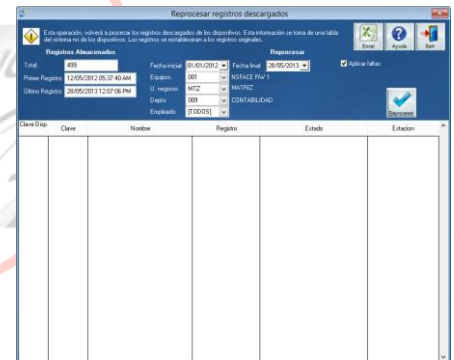 Reprocesar registros descargados
Esta operación, volverá a procesar los registros descargados de los dispositivos. Esta información se toma de una tabla
del sistema no de los dispositivos. Los registros se restablecerán a los registros originales.
Excel Ayuda Salir
Registros Almacenados Reprocesar
Total 499 Fecha inicial 01/01/2012 Fecha final 28/05/2013 Aplicar faltas
Primer Registro 12/05/2012 05:37:40 AM Equipo 001 NSFACE RW 1
Último Registro 28/05/2013 12:07:06 PM U. negocio MTZ MATRIZ
Depto 009 CONTABILIDAD
Empleado [TODOS]
Reprocesar
Clave Disp. Clave Nombre Registro Estado Estacion